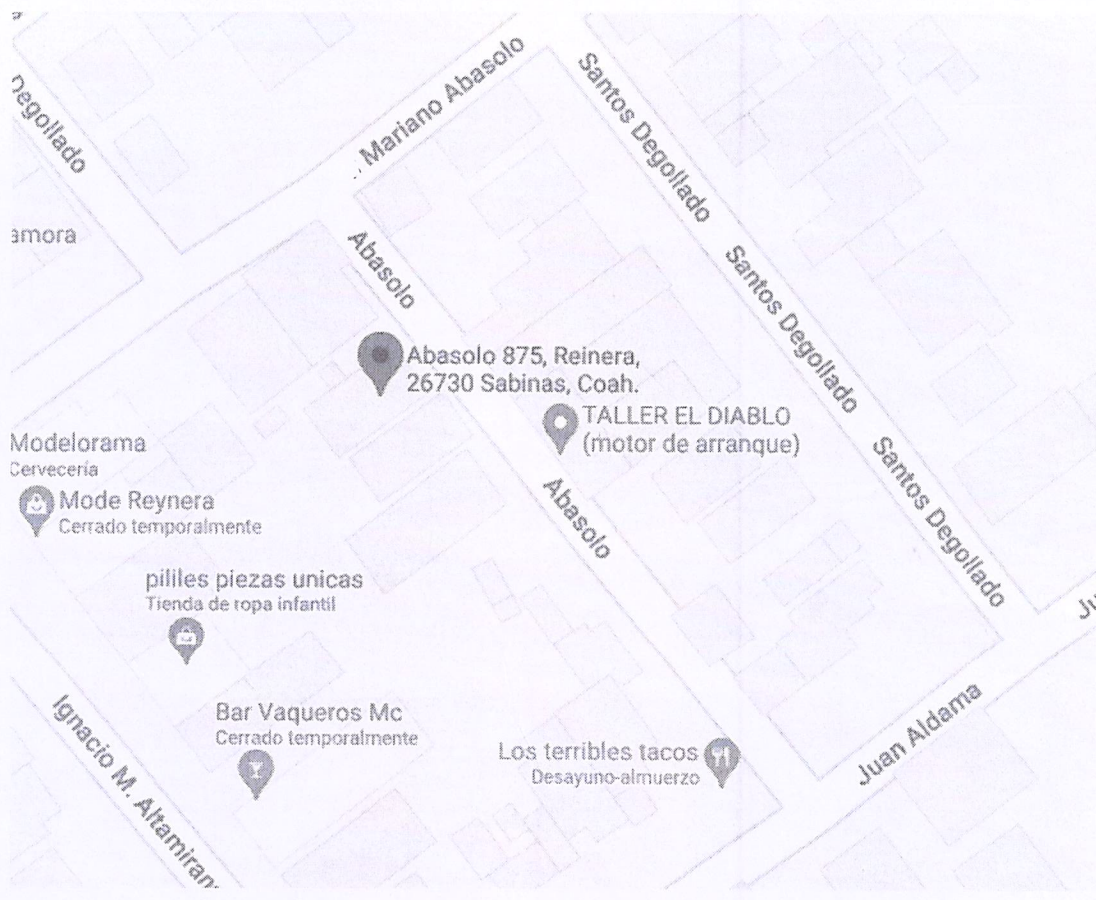 Mariano Abasolo
Santos Degollado
Degollado
amora
Abasolo
Santos Degollado
Abasolo 875, Reinera,
26730 Sabinas, Coah.
TALLER EL DIABLO
(motor de arranque)
Modelorama
Cervecería
Mode Reynera
Cerrado temporalmente
Santos Degollado
Abasolo
pililes piezas unicas
Tienda de ropa infantil
Ju
Ignacio M. Altamiran
Bar Vaqueros Mc
Cerrado temporalmente
Los terribles tacos
Desayuno-almuerzo
Juan Aldama